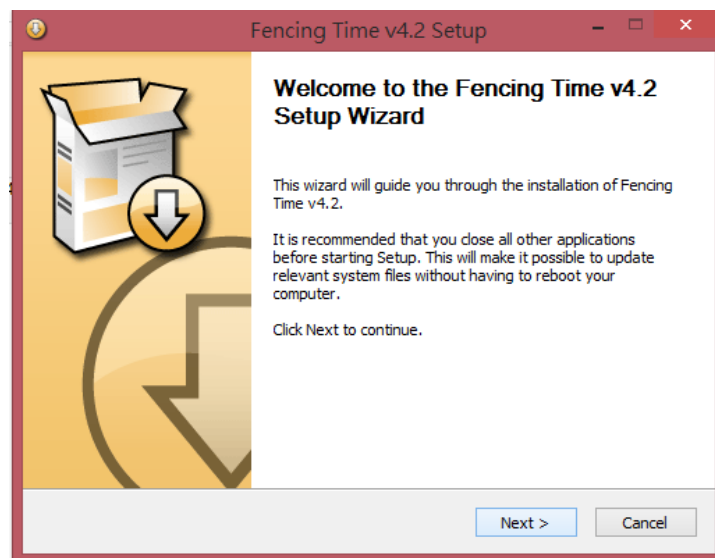 Fencing Time v4.2 Setup
Welcome to the Fencing Time v4.2
Setup Wizard
This wizard will guide you through the installation of Fencing
Time v4.2.
It is recommended that you close all other applications
before starting Setup. This will make it possible to update
relevant system files without having to reboot your
computer.
Click Next to continue.
Next >
Cancel